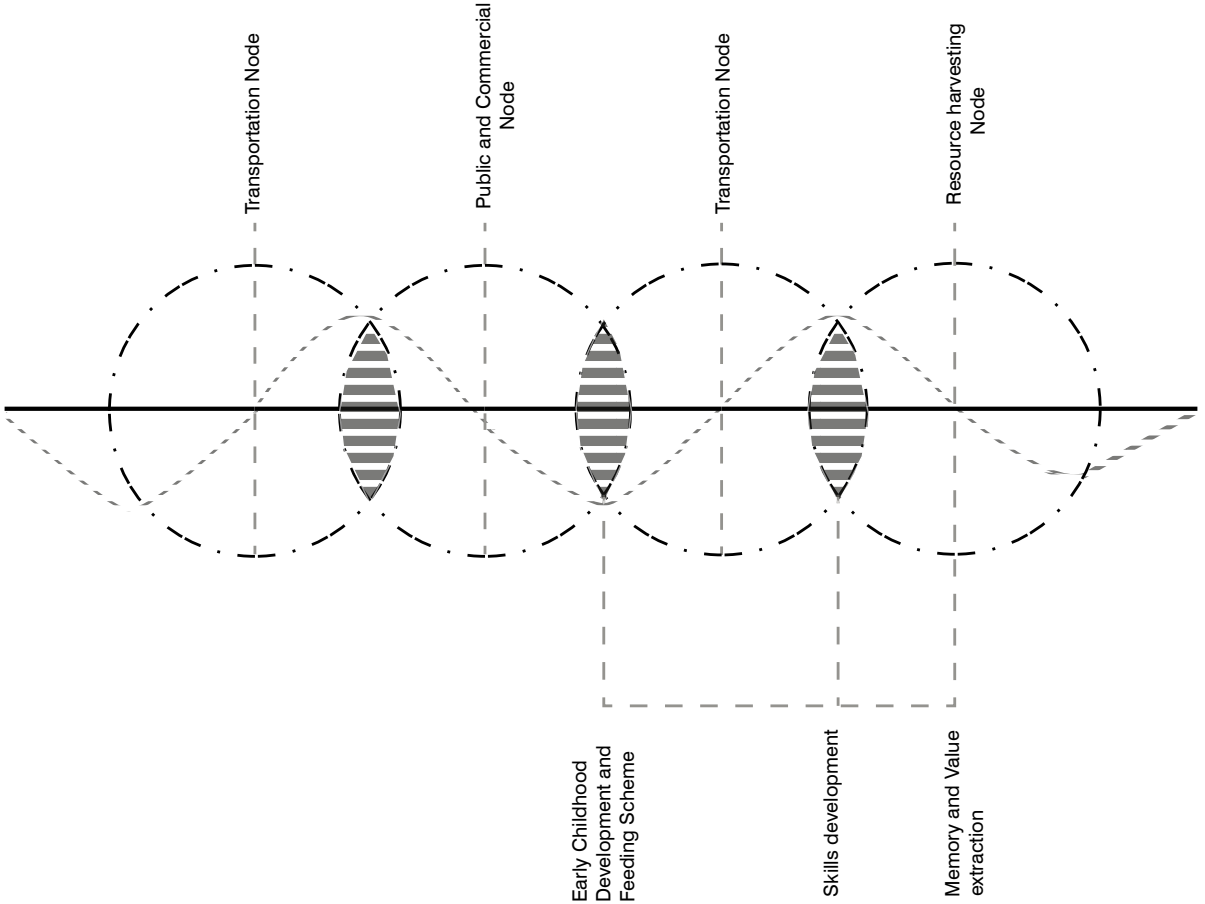 Transportation Node
Public and Commercial
Node
Transportation Node
Resource harvesting
Node
Early Childhood
Development and
Feeding Scheme
Skills development
Memory and Value
extraction